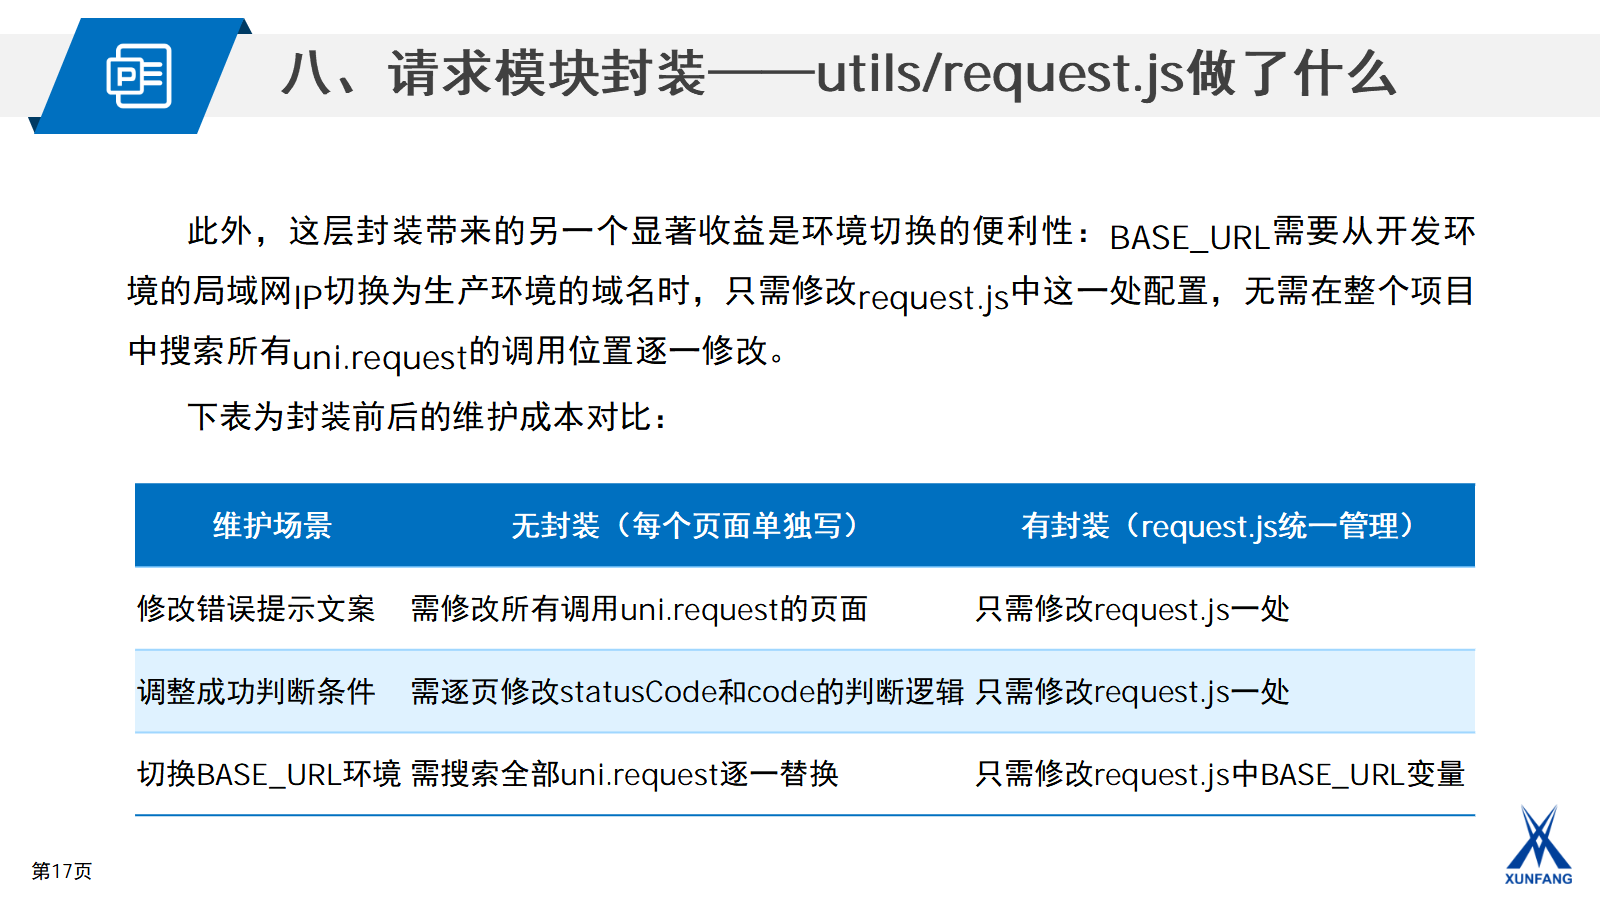 八、请求模块封装——utils/request.js做了什么
此外，这层封装带来的另一个显著收益是环境切换的便利性：BASE_URL需要从开发环
境的局域网IP切换为生产环境的域名时，只需修改request.js中这一处配置，无需在整个项目
中搜索所有uni.request的调用位置逐一修改。
下表为封装前后的维护成本对比：
维护场景 无封装（每个页面单独写） 有封装（request.js统一管理）
修改错误提示文案 需修改所有调用uni.request的页面 只需修改request.js一处
调整成功判断条件 需逐页修改statusCode和code的判断逻辑 只需修改request.js一处
切换BASE_URL环境 需搜索全部uni.request逐一替换 只需修改request.js中BASE_URL变量
第17页
XUNFANG